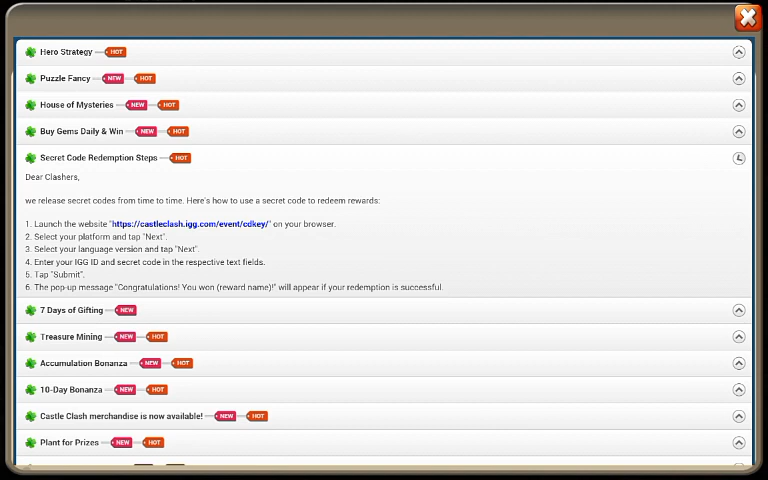 Hero Strategy HOT
Puzzle Fancy NEW HOT
House of Mysteries NEW HOT
Buy Gems Daily & Win NEW HOT
Secret Code Redemption Steps HOT
Dear Clashers,
we release secret codes from time to time. Here's how to use a secret code to redeem rewards:
1. Launch the website "https://castleclash.igg.com/event/cdkey/" on your browser.
2. Select your platform and tap "Next".
3. Select your language version and tap "Next".
4. Enter your IGG ID and secret code in the respective text fields.
5. Tap "Submit".
6. The pop-up message "Congratulations! You won (reward name)!" will appear if your redemption is successful.
7 Days of Gifting NEW
Treasure Mining NEW HOT
Accumulation Bonanza NEW HOT
10-Day Bonanza NEW HOT
Castle Clash merchandise is now available! NEW HOT
Plant for Prizes NEW HOT